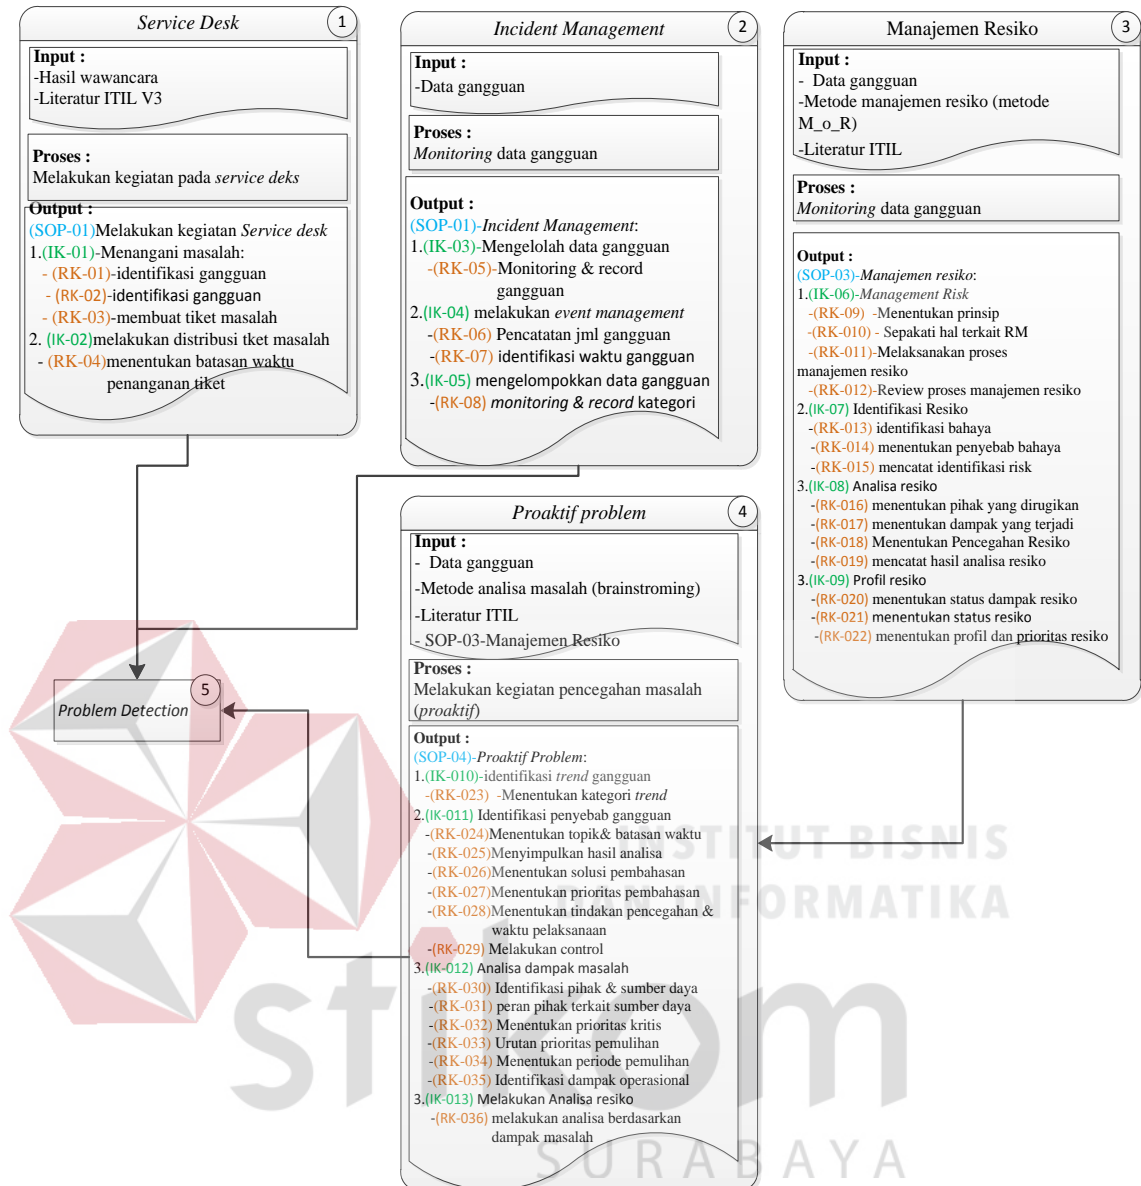 Service Desk
1
Input :
-Hasil wawancara
-Literatur ITIL V3
Proses :
Melakukan kegiatan pada service deks
Output :
(SOP-01)Melakukan kegiatan Service desk
1.(IK-01)-Menangani masalah:
- (RK-01)-identifikasi gangguan
- (RK-02)-identifikasi gangguan
- (RK-03)-membuat tiket masalah
2. (IK-02)melakukan distribusi tket masalah
- (RK-04)-menentukan batasan waktu
penanganan tiket
Incident Management
2
Input :
-Data gangguan
Proses :
Monitoring data gangguan
Output :
(SOP-01)-Incident Management:
1.(IK-03)-Mengelolah data gangguan
-(RK-05)-Monitoring & record
gangguan
2.(IK-04) melakukan event management
-(RK-06) Pencatatan jml gangguan
-(RK-07) identifikasi waktu gangguan
3.(IK-05) mengelompokkan data gangguan
-(RK-08) monitoring & record kategori
Manajemen Resiko
3
Input :
- Data gangguan
-Metode manajemen resiko (metode
M_o_R)
-Literatur ITIL
Proses :
Monitoring data gangguan
Output :
(SOP-03)-Manajemen resiko:
1.(IK-06)-Management Risk
-(RK-09) -Menentukan prinsip
-(RK-010) - Sepakati hal terkait RM
-(RK-011)-Melaksanakan proses
manajemen resiko
-(RK-012)-Review proses manajemen resiko
2.(IK-07) Identifikasi Resiko
-(RK-013) identifikasi bahaya
-(RK-014) menentukan penyebab bahaya
-(RK-015) mencatat identifikasi risk
3.(IK-08) Analisa resiko
-(RK-016) menentukan pihak yang dirugikan
-(RK-017) menentukan dampak yang terjadi
-(RK-018) Menentukan Pencegahan Resiko
-(RK-019) mencatat hasil analisa resiko
3.(IK-09) Profil resiko
-(RK-020) menentukan status dampak resiko
-(RK-021) menentukan status resiko
-(RK-022) menentukan profil dan prioritas resiko
Proaktif problem
4
Input :
- Data gangguan
-Metode analisa masalah (brainstroming)
-Literatur ITIL
- SOP-03-Manajemen Resiko
Proses :
Melakukan kegiatan pencegahan masalah
(proaktif)
Output :
(SOP-04)-Proaktif Problem:
1.(IK-010)-identifikasi trend gangguan
-(RK-023) -Menentukan kategori trend
2.(IK-011) Identifikasi penyebab gangguan
-(RK-024)Menentukan topik& batasan waktu
-(RK-025)Menyimpulkan hasil analisa
-(RK-026)Menentukan solusi pembahasan
-(RK-027)Menentukan prioritas pembahasan
-(RK-028)Menentukan tindakan pencegahan &
waktu pelaksanaan
-(RK-029) Melakukan control
3.(IK-012) Analisa dampak masalah
-(RK-030) Identifikasi pihak & sumber daya
-(RK-031) peran pihak terkait sumber daya
-(RK-032) Menentukan prioritas kritis
-(RK-033) Urutan prioritas pemulihan
-(RK-034) Menentukan periode pemulihan
-(RK-035) Identifikasi dampak operasional
3.(IK-013) Melakukan Analisa resiko
-(RK-036) melakukan analisa berdasarkan
dampak masalah
5
Problem Detection
INSTITUT BISNIS
DAN INFORMATIKA
stikom
SURABAYA